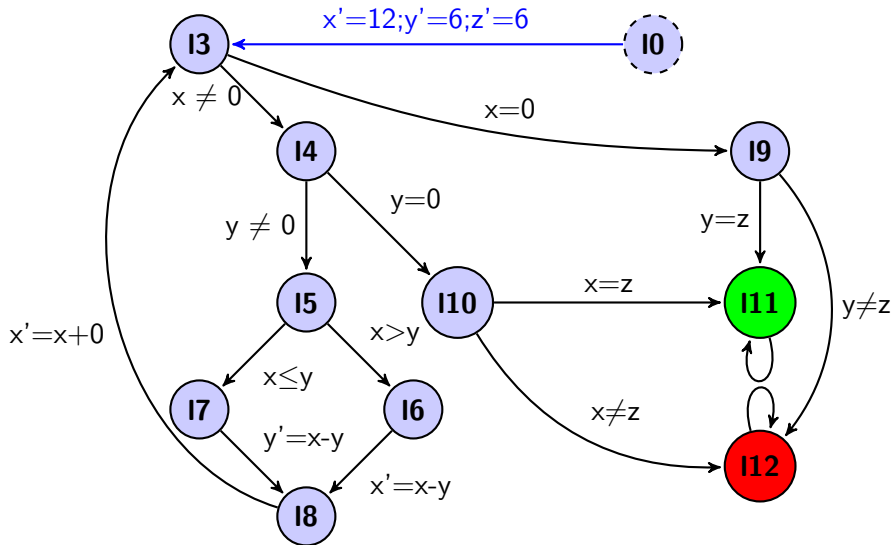 x'=12;y'=6;z'=6
l3
l0
x ≠ 0
x=0
l4
l9
y=0
y ≠ 0
y=z
l5
l10
x=z
l11
x'=x+0
x>y
y≠z
x≤y
l7
l6
x≠z
y'=x-y
l12
x'=x-y
l8